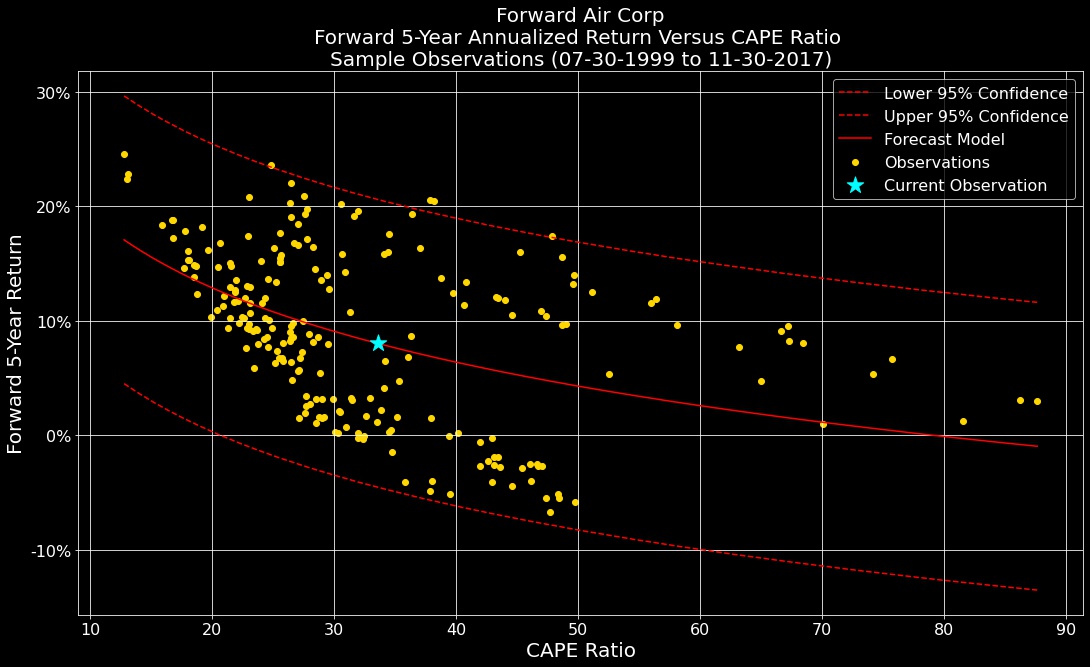 Forward Air Corp
Forward 5-Year Annualized Return Versus CAPE Ratio
Sample Observations (07-30-1999 to 11-30-2017)
Lower 95% Confidence
Upper 95% Confidence
Forecast Model
Observations
Current Observation
Forward 5-Year Return
30%
20%
10%
0%
-10%
10 20 30 40 50 60 70 80 90
CAPE Ratio